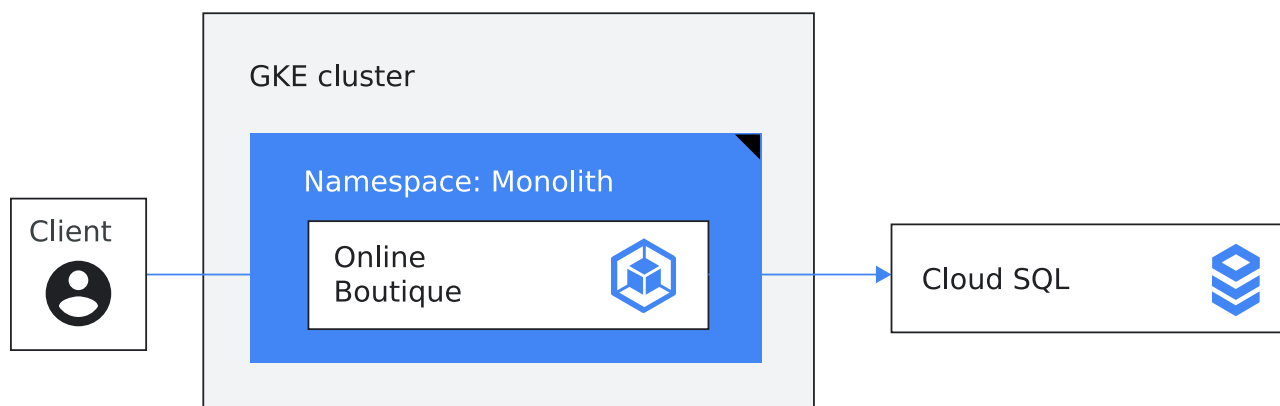 GKE cluster
Namespace: Monolith
Client
Online
Boutique
Cloud SQL